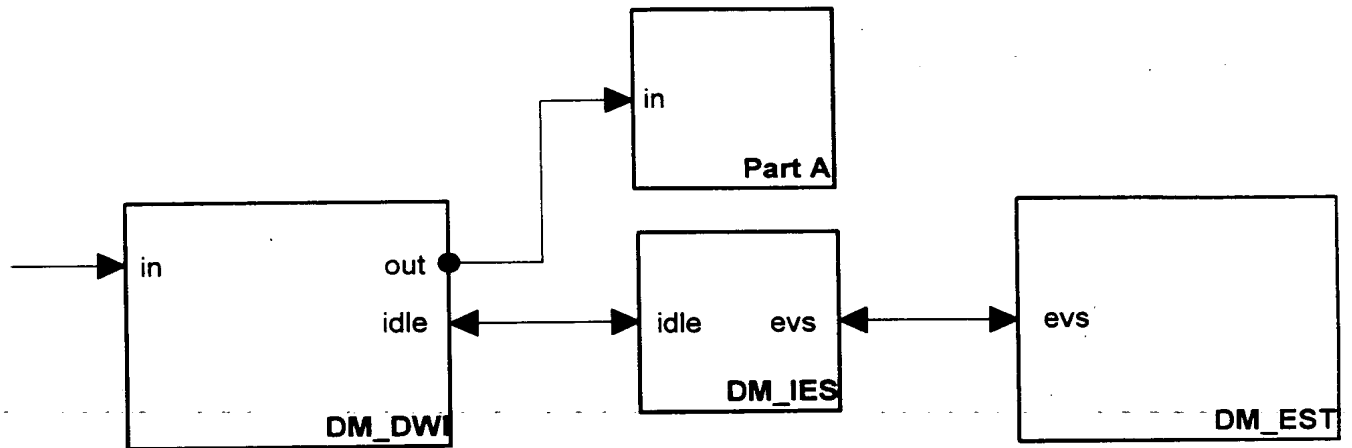 in
Part A
in
out
idle
DM_DWI
idle
evs
DM_IES
evs
DM_EST